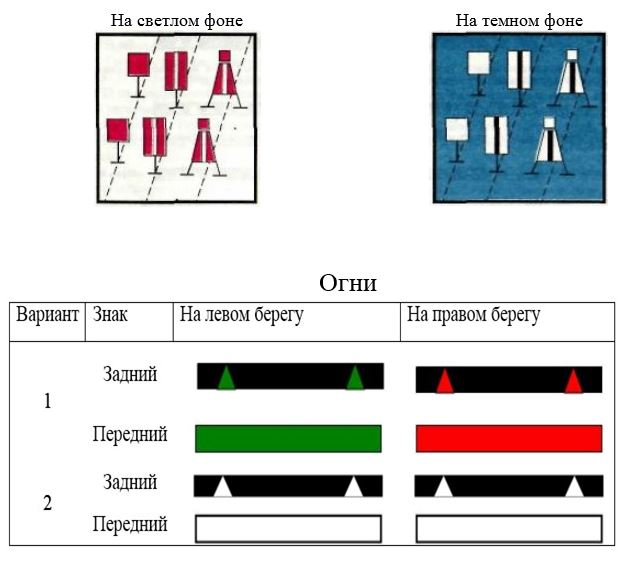 На светлом фоне
На темном фоне
Огни
Вариант Знак На левом берегу На правом берегу
Задний
1
Передний
Задний
2
Передний